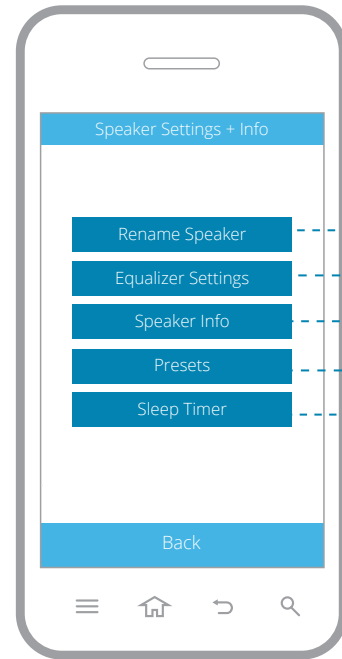 Speaker Settings + Info
Rename Speaker
Equalizer Settings
Speaker Info
Presets
Sleep Timer
Back